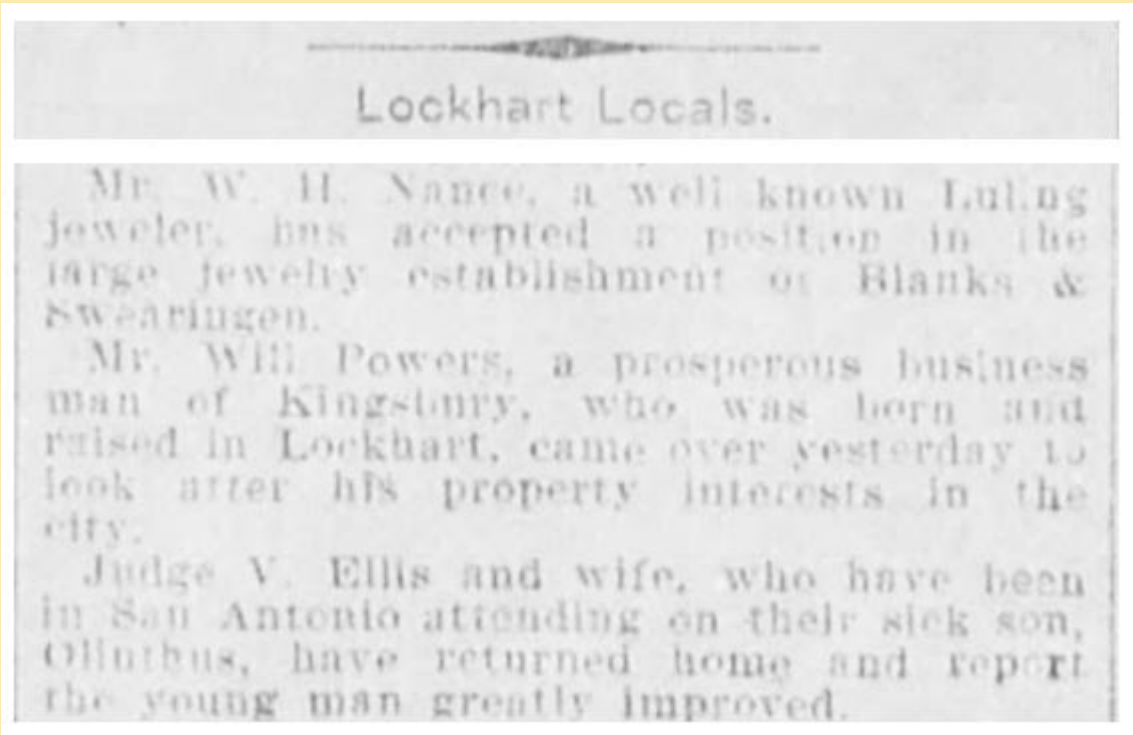 Lockhart Locals.
Mr. W. H. Nance, a well known Luling
jeweler, has accepted a position in the
large jewelry establishment of Blanks &
Swearingen.
Mr. Will Powers, a prosperous business
man of Kingsbury, who was born and
raised in Lockhart, came over yesterday to
look after his property interests in the
city.
Judge V. Ellis and wife, who have been
in San Antonio attending on their sick son,
Olinthus, have returned home and report
the young man greatly improved.